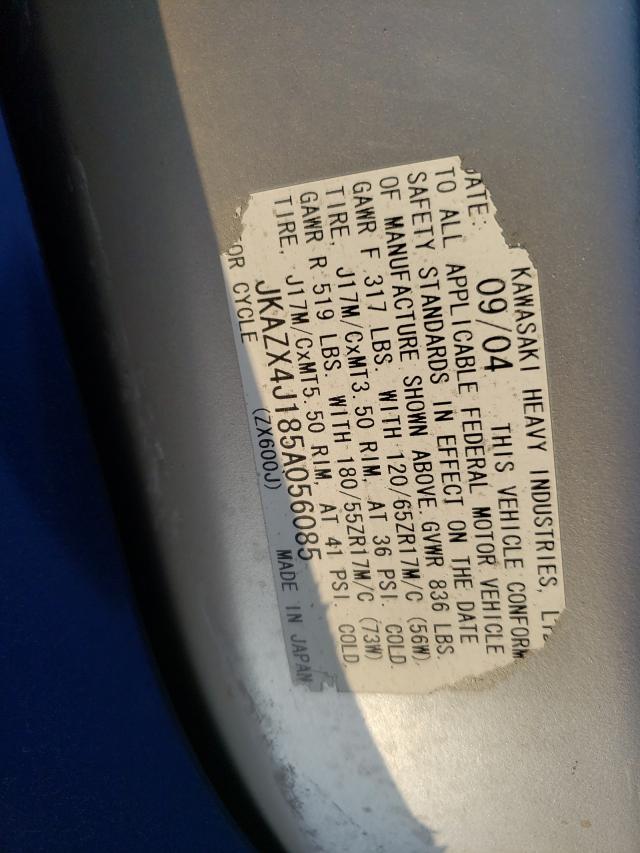 KAWASAKI HEAVY INDUSTRIES,
DATE: 09/04 THIS VEHICLE CONFORM
TO ALL APPLICABLE FEDERAL MOTOR VEHICLE
SAFETY STANDARDS IN EFFECT ON THE DATE
OF MANUFACTURE SHOWN ABOVE. GVWR 836 LBS.
GAWR F 317 LBS. WITH 120/65ZR17M/C (56W)
TIRE, J17M/CxMT3.50 RIM, AT 36 PSI. COLD.
GAWR R 519 LBS. WITH 180/55ZR17M/C (73W)
TIRE, J17M/CxMT5.50 RIM, AT 41 PSI. COLD.
JKAZX4J185A056085
OR CYCLE (ZX600J) MADE IN JAPAN